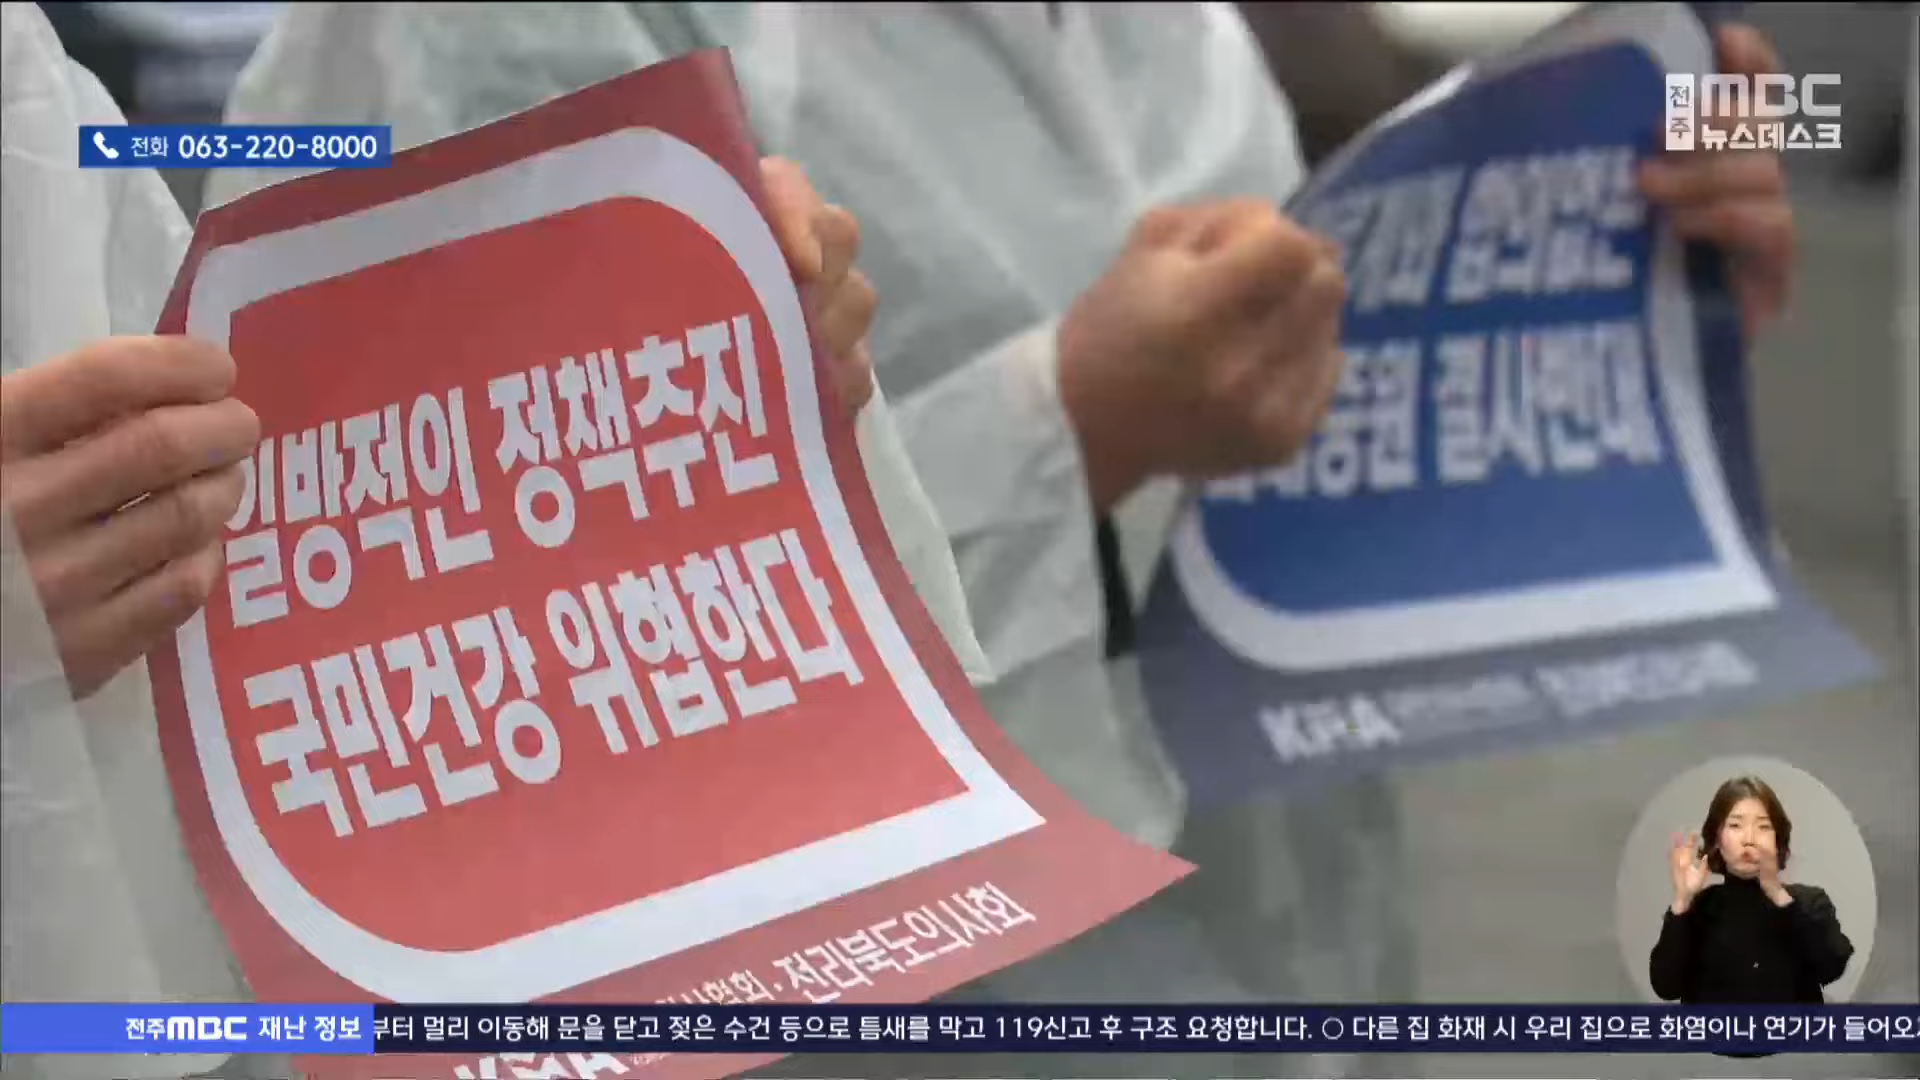 전화 063-220-8000
전주 MBC
뉴스데스크
일방적인 정책추진
국민건강 위협한다
전라북도의사회
결사반대
전주MBC 재난 정보
부터 멀리 이동해 문을 닫고 젖은 수건 등으로 틈새를 막고 119신고 후 구조 요청합니다. ○ 다른 집 화재 시 우리 집으로 화염이나 연기가 들어오